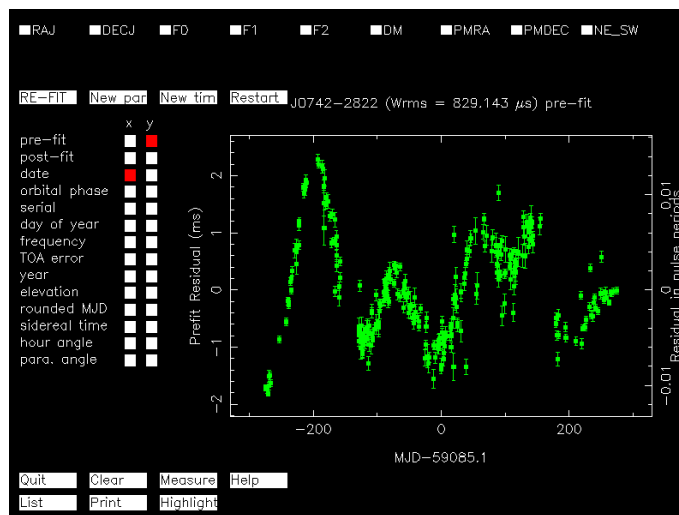 RAJ DECJ F0 F1 F2 DM PMRA PMDEC NE_SW
RE-FIT New par New tim Restart
J0742-2822 (Wrms = 829.143 μs) pre-fit
x y
pre-fit
post-fit
date
orbital phase
serial
day of year
frequency
TOA error
year
elevation
rounded MJD
sidereal time
hour angle
para. angle
Prefit Residual (ms)
2
1
0
-1
-2
-200 0 200
MJD-59085.1
0.01
0
-0.01
Residual in pulse periods
Quit Clear Measure Help
List Print Highlight